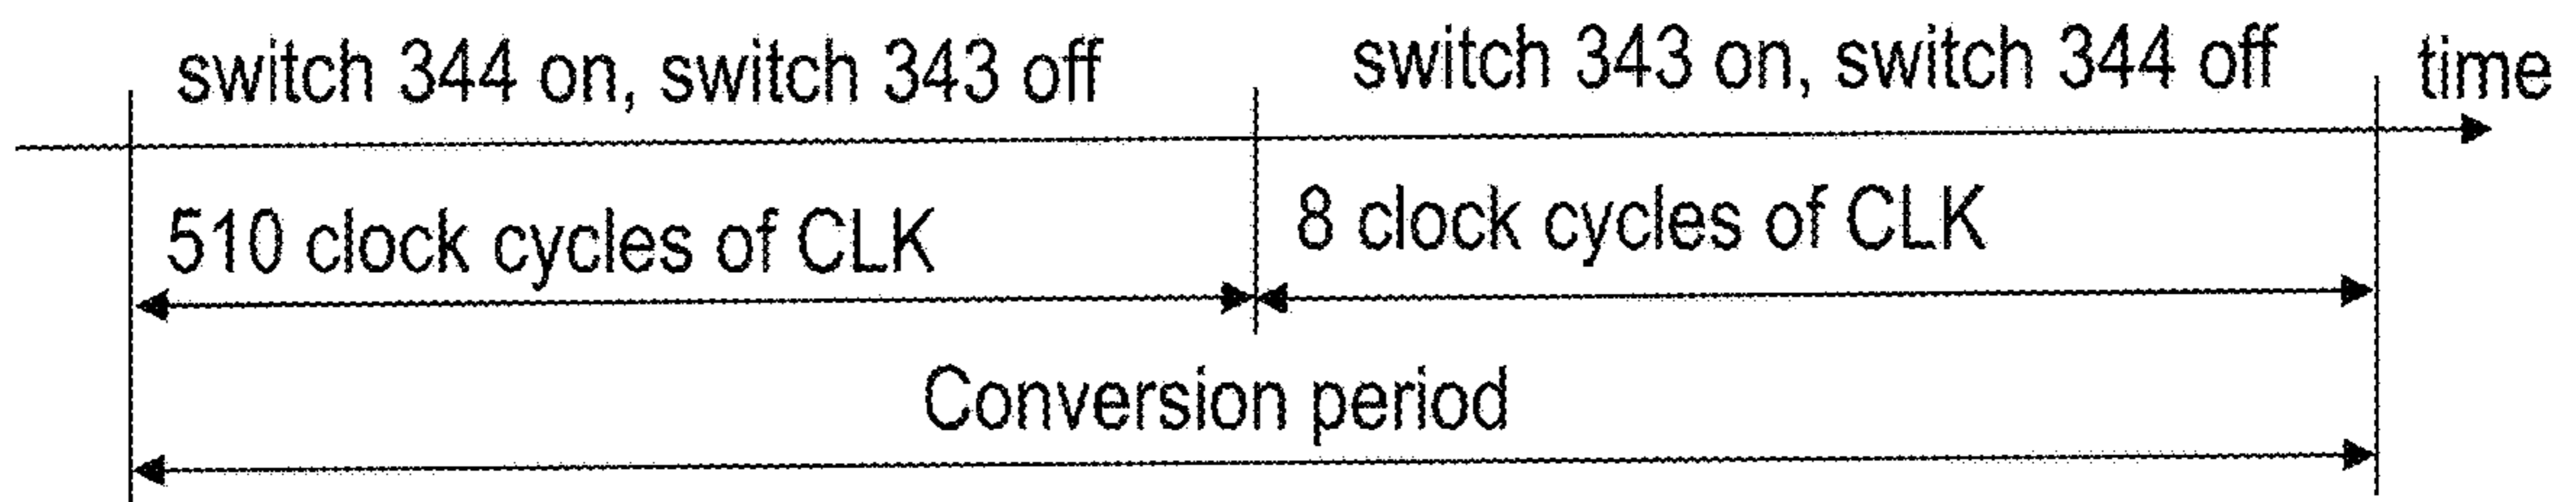 switch 344 on, switch 343 off switch 343 on, switch 344 off time
510 clock cycles of CLK 8 clock cycles of CLK
Conversion period